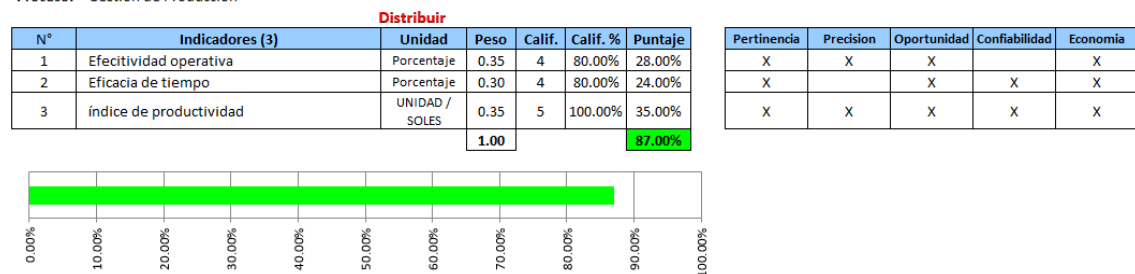 Distribuir
N° Indicadores (3) Unidad Peso Calif. Calif. % Puntaje Pertinencia Precision Oportunidad Confiabilidad Economia
1 Efecitividad operativa Porcentaje 0.35 4 80.00% 28.00% X X X X
2 Eficacia de tiempo Porcentaje 0.30 4 80.00% 24.00% X X X X
3 índice de productividad UNIDAD / SOLES 0.35 5 100.00% 35.00% X X X X X
1.00 87.00%
0.00% 10.00% 20.00% 30.00% 40.00% 50.00% 60.00% 70.00% 80.00% 90.00% 100.00%